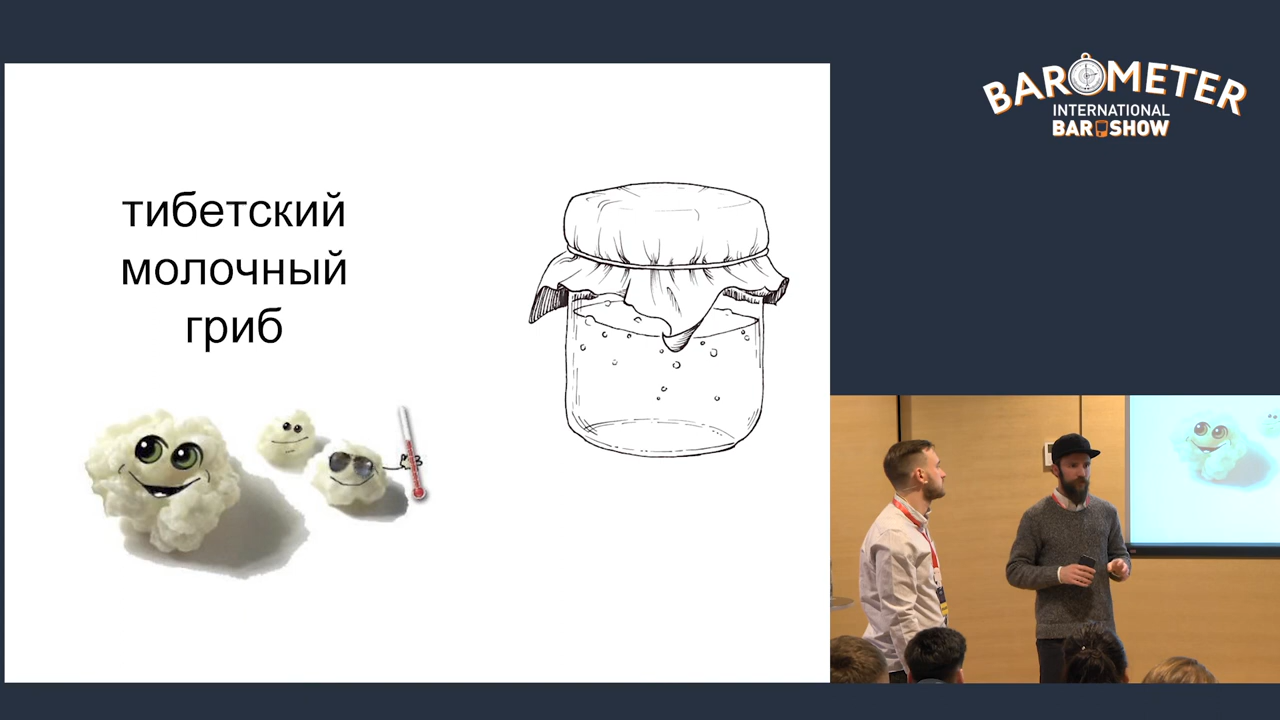 тибетский
молочный
гриб
BAROMETER
INTERNATIONAL
BAR SHOW